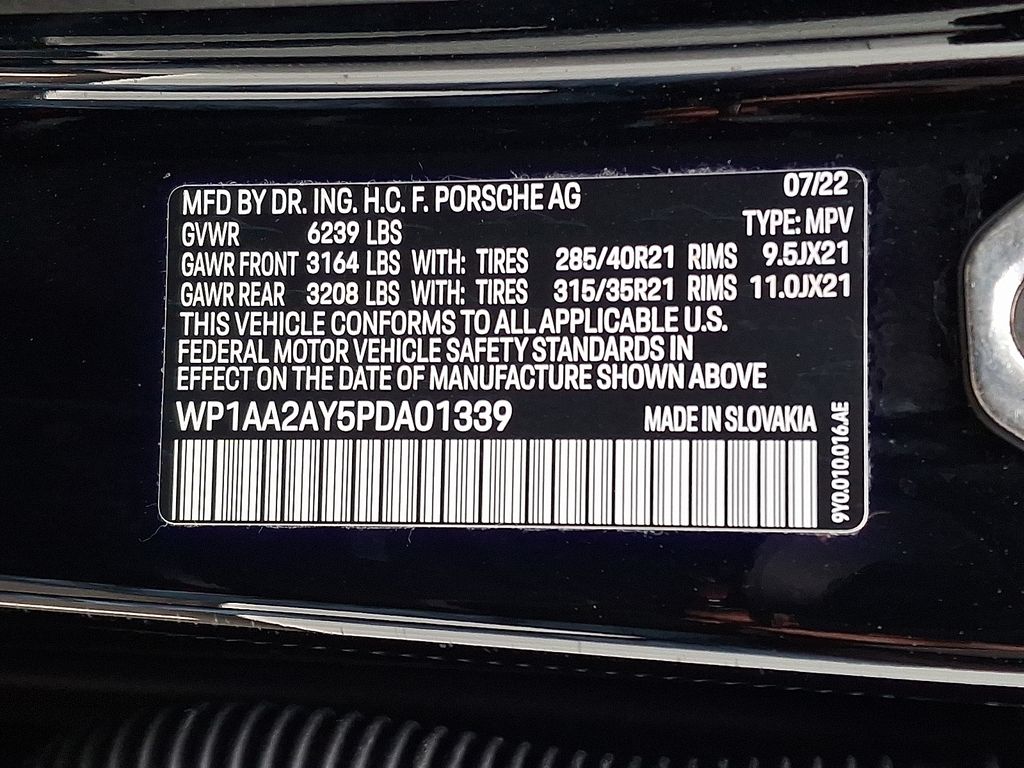 MFD BY DR. ING. H.C. F. PORSCHE AG 07/22
GVWR 6239 LBS TYPE: MPV
GAWR FRONT 3164 LBS WITH: TIRES 285/40R21 RIMS 9.5JX21
GAWR REAR 3208 LBS WITH: TIRES 315/35R21 RIMS 11.0JX21
THIS VEHICLE CONFORMS TO ALL APPLICABLE U.S.
FEDERAL MOTOR VEHICLE SAFETY STANDARDS IN
EFFECT ON THE DATE OF MANUFACTURE SHOWN ABOVE
WP1AA2AY5PDA01339 MADE IN SLOVAKIA
9Y0.010.016.AE